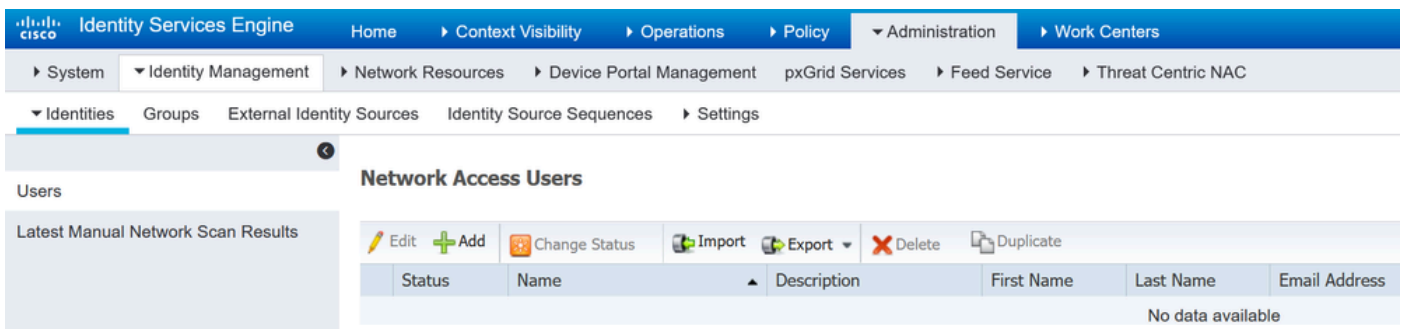 cisco Identity Services Engine Home Context Visibility Operations Policy Administration Work Centers
System Identity Management Network Resources Device Portal Management pxGrid Services Feed Service Threat Centric NAC
Identities Groups External Identity Sources Identity Source Sequences Settings
Users
Latest Manual Network Scan Results
Network Access Users
Edit Add Change Status Import Export Delete Duplicate
Status Name Description First Name Last Name Email Address
No data available